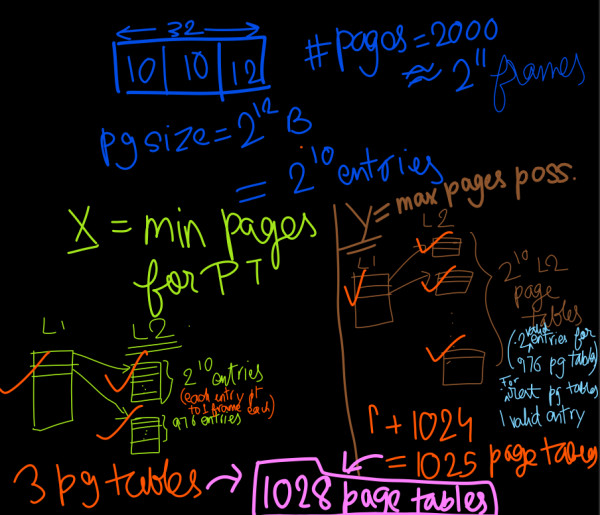 32
10 10 12
# pages = 2000
≈ 2^11 frames
pg size = 2^12 B
= 2^10 entries
X = min pages
for PT
L1 L2
2^10 entries
(each entry pt
to 1 frame each)
976 entries
3 pg tables → 1028 page tables
Y = max pages poss.
L2
L1
2^10 L2
page
tables
(2 valid entries for
976 pg tables
For rest pg tables
1 valid entry
1 + 1024
= 1025 page tables